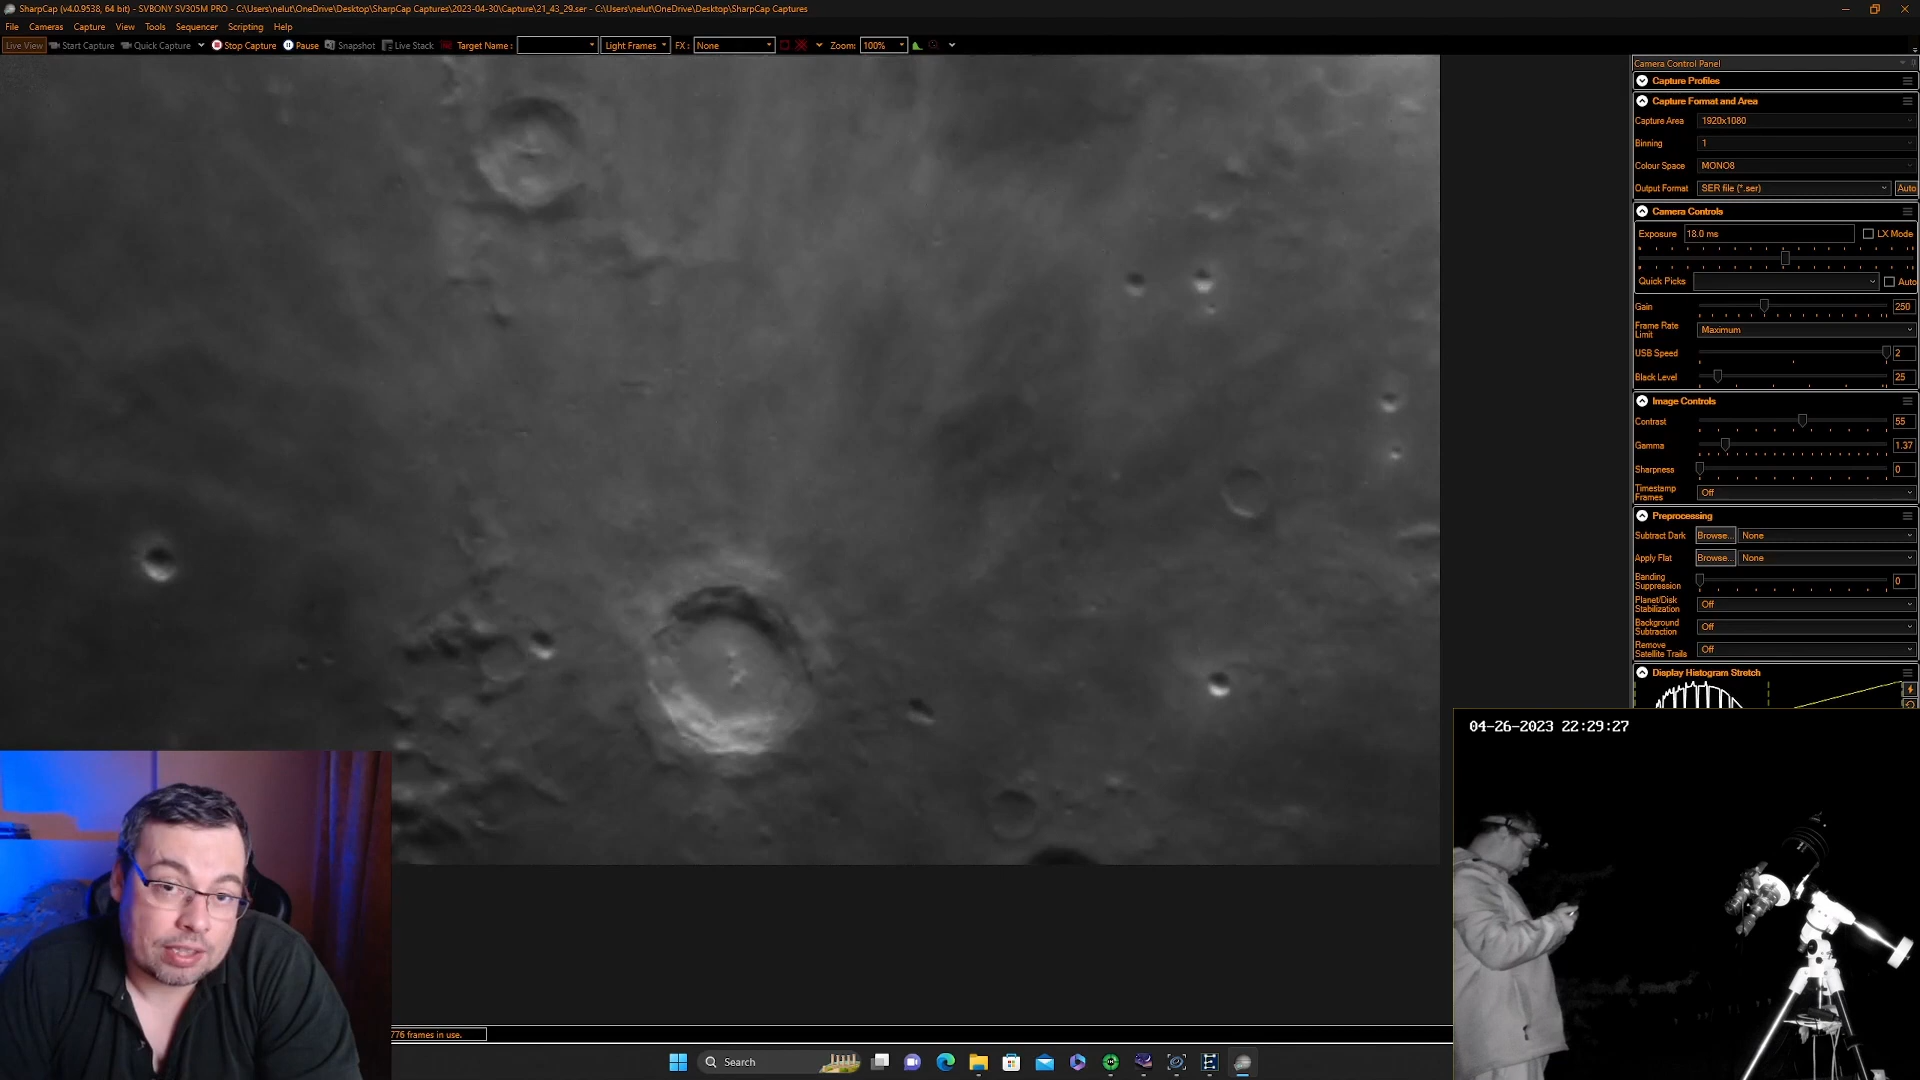 SharpCap (v4.0.9538, 64 bit) - SVBONY SV305M PRO - C:\Users\nelut\OneDrive\Desktop\SharpCap Captures\2023-04-30\Capture\21_43_29.ser - C:\Users\nelut\OneDrive\Desktop\SharpCap Captures
File Cameras Capture View Tools Sequencer Scripting Help
Live View Start Capture Quick Capture Stop Capture Pause Snapshot Live Stack Target Name : Light Frames FX : None Zoom: 100%
Camera Control Panel
Capture Profiles
Capture Format and Area
Capture Area 1920x1080
Binning 1
Colour Space MONO8
Output Format SER file (*.ser) Auto
Camera Controls
Exposure 18.0 ms LX Mode
Quick Picks Auto
Gain 250
Frame Rate
Limit Maximum
USB Speed 2
Black Level 25
Image Controls
Contrast 55
Gamma 1.37
Sharpness 0
Timestamp
Frames Off
Preprocessing
Subtract Dark Browse... None
Apply Flat Browse... None
Banding
Suppression 0
Planet/Disk
Stabilization Off
Background
Subtraction Off
Remove
Satellite Trails Off
Display Histogram Stretch
04-26-2023 22:29:27
776 frames in use.
Search